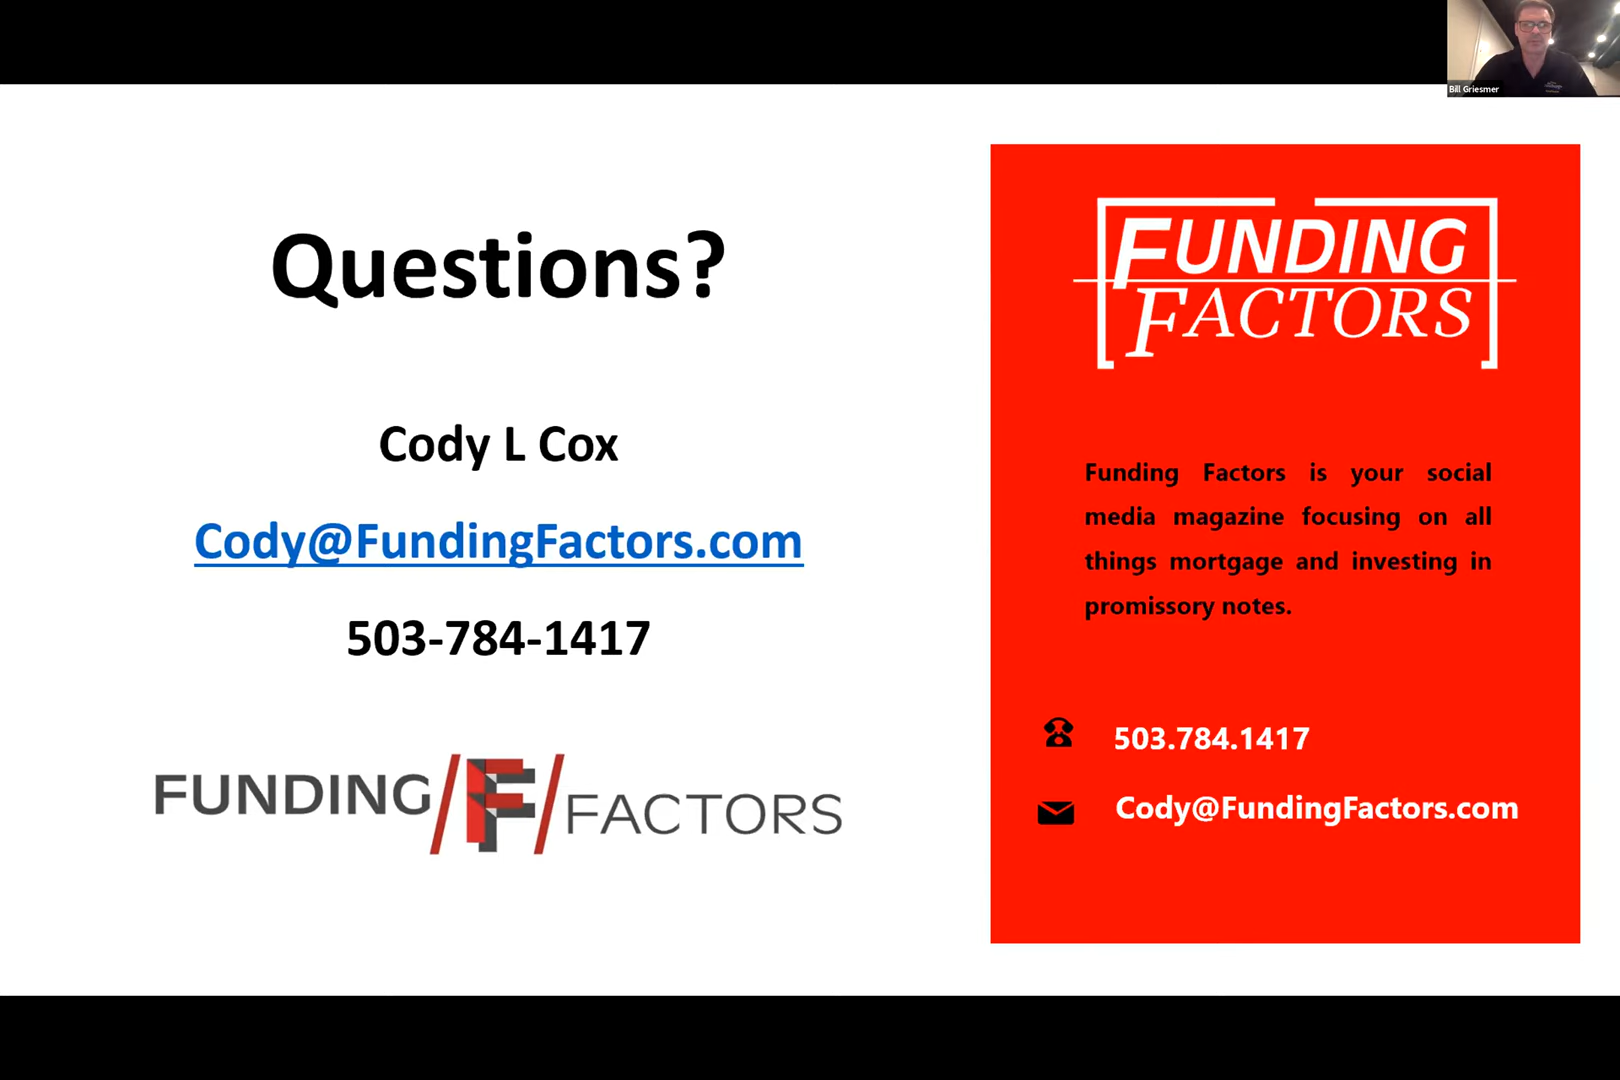 Bill Griesmer
Questions?
Cody L Cox
Cody@FundingFactors.com
503-784-1417
FUNDING/F/FACTORS
FUNDING
FACTORS
Funding Factors is your social
media magazine focusing on all
things mortgage and investing in
promissory notes.
503.784.1417
Cody@FundingFactors.com